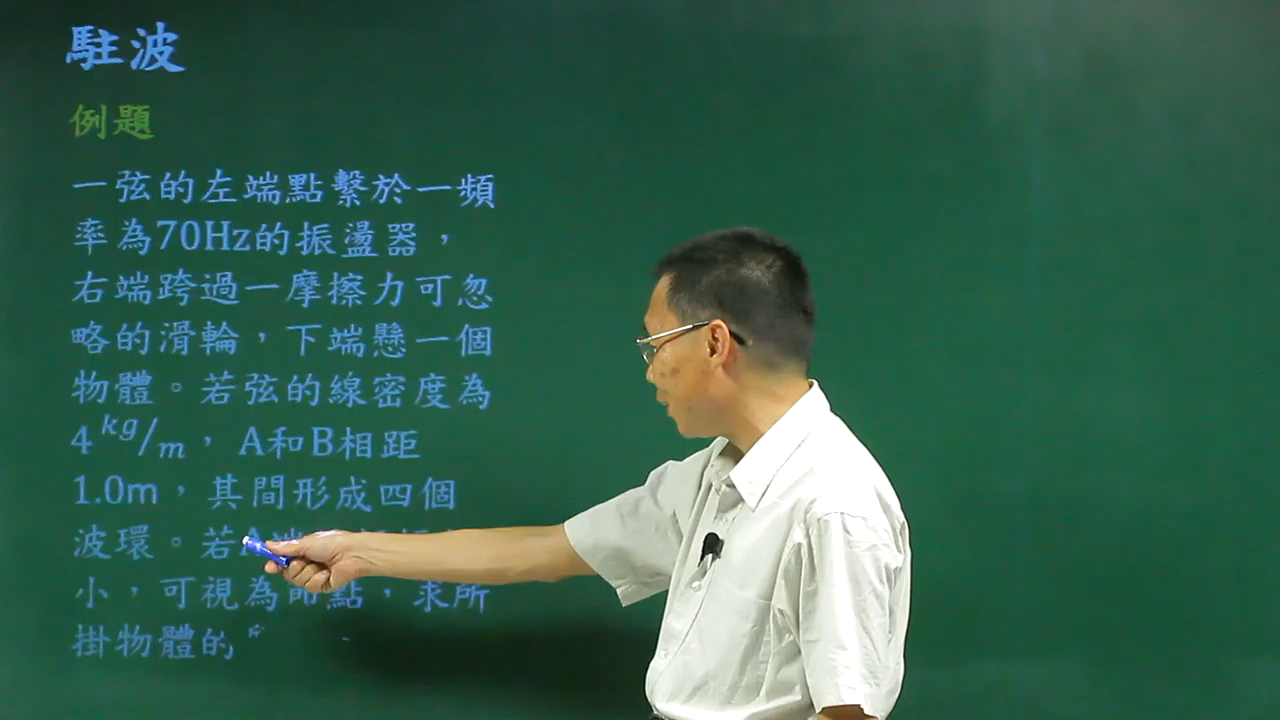 駐波
例題
一弦的左端點繫於一頻
率為70Hz的振盪器，
右端跨過一摩擦力可忽
略的滑輪，下端懸一個
物體。若弦的線密度為
4 kg/m， A和B相距
1.0m，其間形成四個
波環。若
小，可視為節點，求所
掛物體的